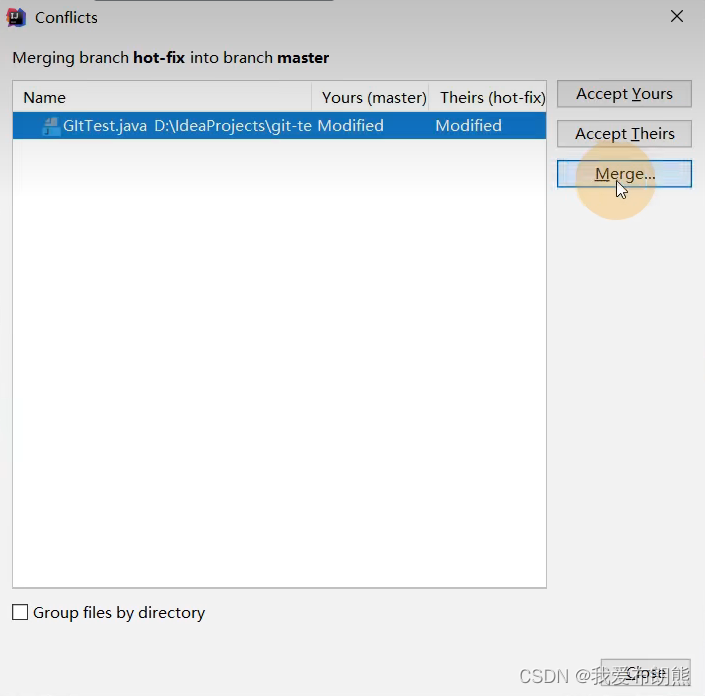 Conflicts
Merging branch hot-fix into branch master
Name Yours (master) Theirs (hot-fix)
GItTest.java D:\IdeaProjects\git-te Modified Modified
Accept Yours
Accept Theirs
Merge...
Group files by directory
Close
CSDN @我爱布朗熊